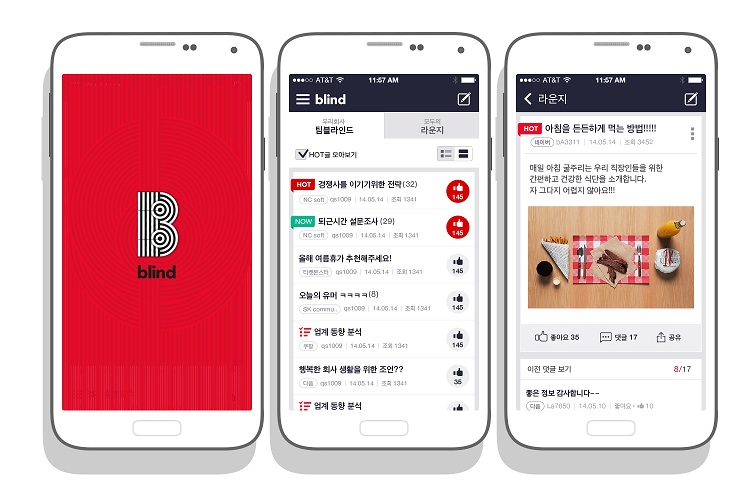 blind
AT&T 11:57 AM
blind
우리회사
팀블라인드
모두의
라운지
HOT글 모아보기
HOT 경쟁사를 이기기위한 전략(32)
NC soft qs1009 | 14.05.14 | 조회 1341
145
NOW 퇴근시간 설문조사 (29)
NC soft qs1009 | 14.05.14 | 조회 1341
145
올해 여름휴가 추천해주세요!
티켓몬스터 qs1009 | 14.05.14 | 조회 1341
145
오늘의 유머 ㅋㅋㅋㅋ(8)
SK commu.. qs1009 | 14.05.14 | 조회 1341
145
업계 동향 분석
쿠팡 qs1009 | 14.05.14 | 조회 1341
145
행복한 회사 생활을 위한 조언??
다음 qs1009 | 14.05.14 | 조회 1341
35
업계 동향 분석
AT&T 11:57 AM
라운지
HOT 아침을 든든하게 먹는 방법!!!!!
네이버 bA3311 | 14.05.14 | 조회 3452
매일 아침 굶주리는 우리 직장인들을 위한
간편하고 건강한 식단을 소개합니다.
자 그다지 어렵지 않아요!!!
좋아요 35 댓글 17 공유
이전 댓글 보기 8/17
좋은 정보 감사합니다~~
다음 La7650 | 14.05.10 | 좋아요 • 10